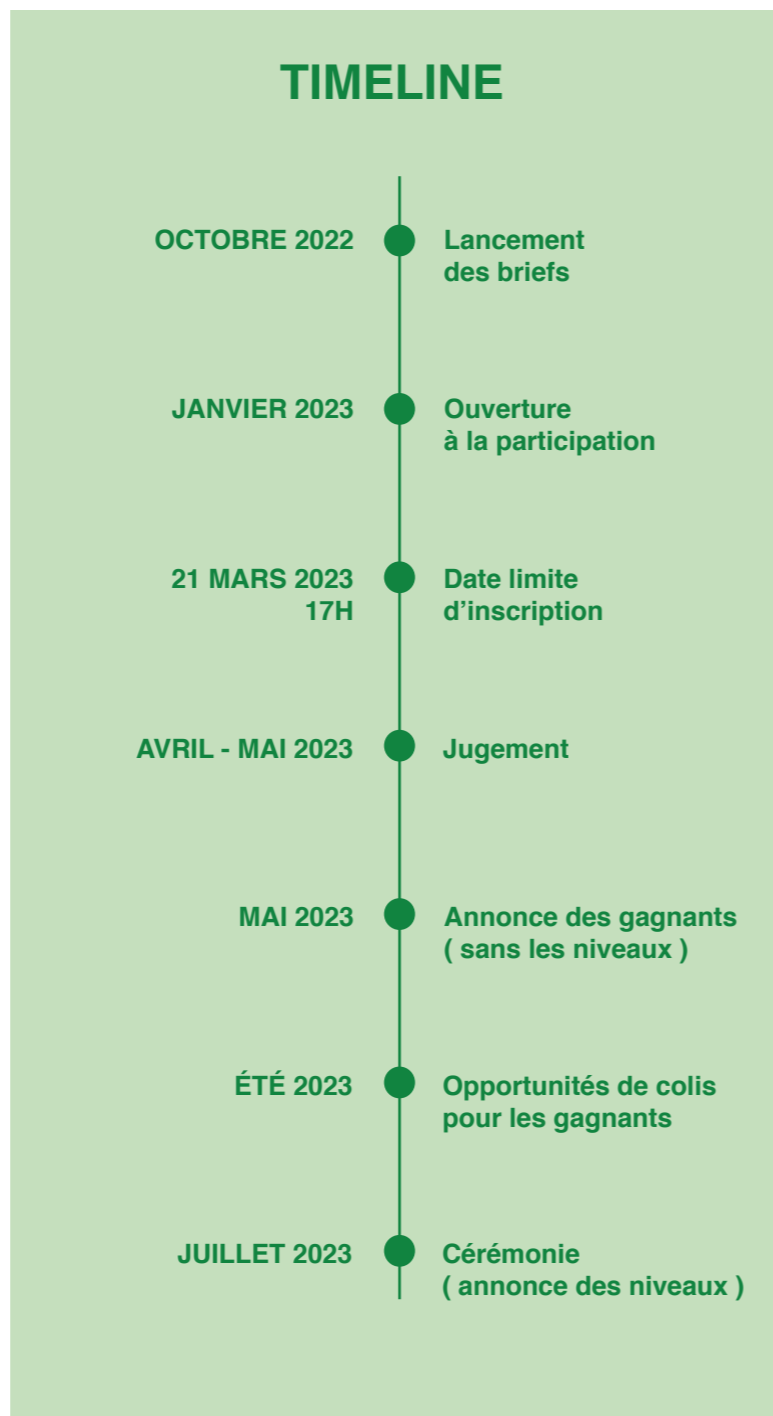 TIMELINE
OCTOBRE 2022
Lancement
des briefs
JANVIER 2023
Ouverture
à la participation
21 MARS 2023
17H
Date limite
d’inscription
AVRIL - MAI 2023
Jugement
MAI 2023
Annonce des gagnants
( sans les niveaux )
ÉTÉ 2023
Opportunités de colis
pour les gagnants
JUILLET 2023
Cérémonie
( annonce des niveaux )